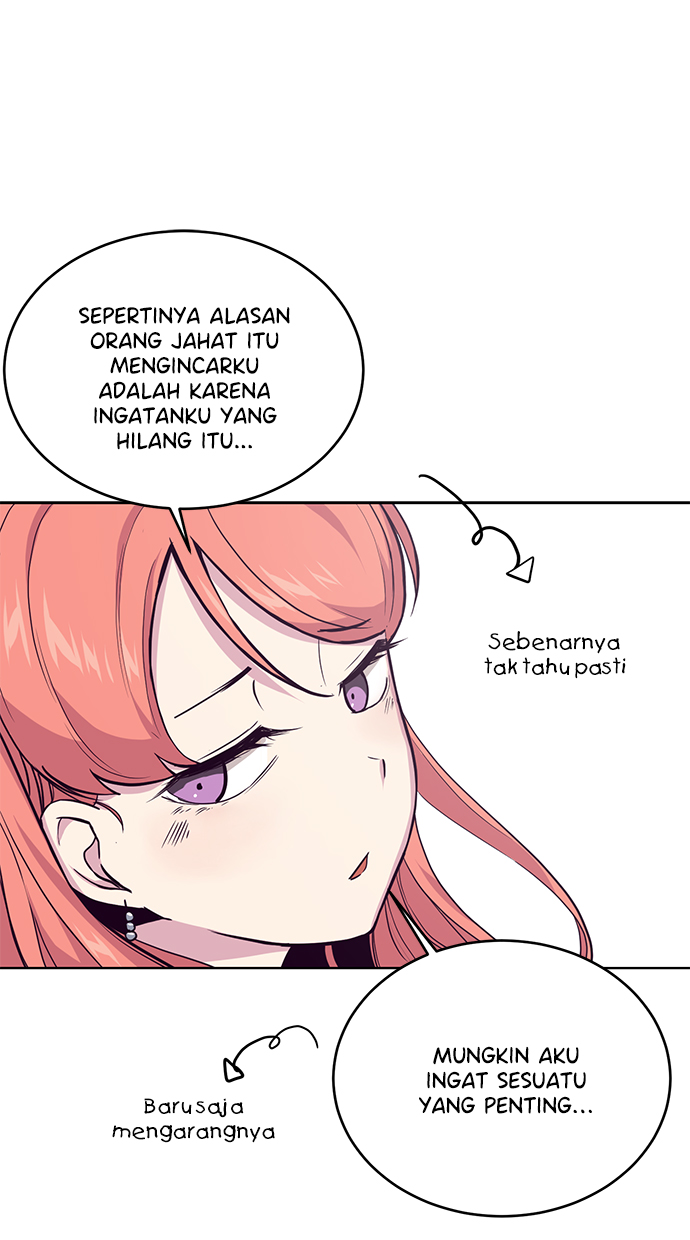 SEPERTINYA ALASAN
ORANG JAHAT ITU
MENGINCARKU
ADALAH KARENA
INGATANKU YANG
HILANG ITU...
Sebenarnya
tak tahu pasti
MUNGKIN AKU
INGAT SESUATU
YANG PENTING...
Baru saja
mengarangnya